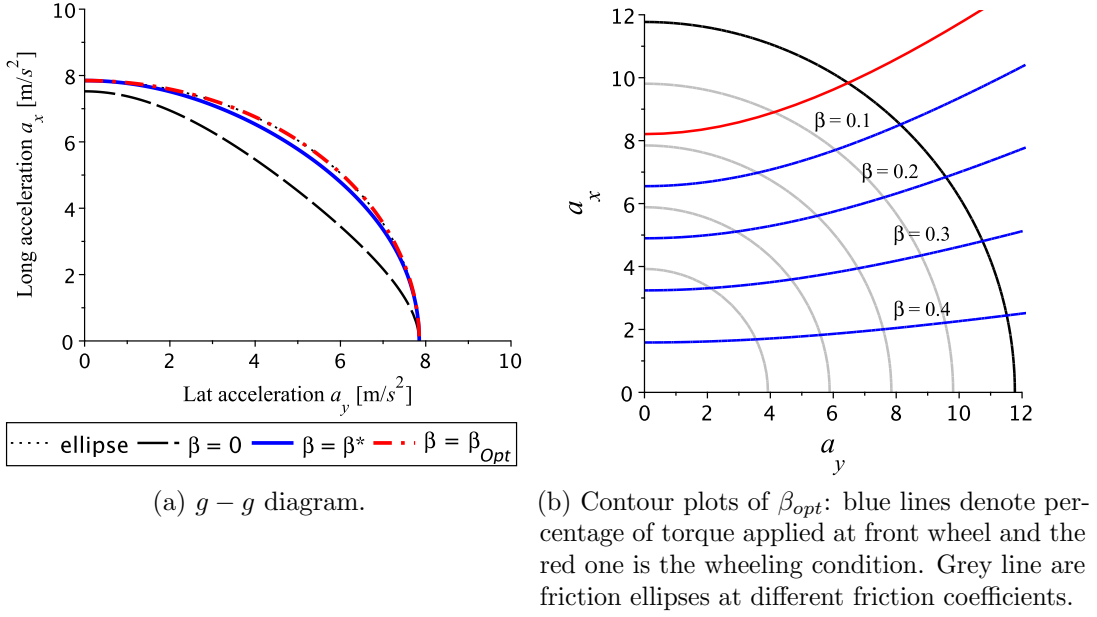 10
8
6
4
2
0
Long acceleration a_x [m/s²]
0 2 4 6 8 10
Lat acceleration a_y [m/s²]
ellipse β = 0 β = β* β = β_Opt
(a) g − g diagram.
12
10
8
6
4
2
0
a_x
β = 0.1
β = 0.2
β = 0.3
β = 0.4
0 2 4 6 8 10 12
a_y
(b) Contour plots of β_opt: blue lines denote per-
centage of torque applied at front wheel and the
red one is the wheeling condition. Grey line are
friction ellipses at different friction coefficients.